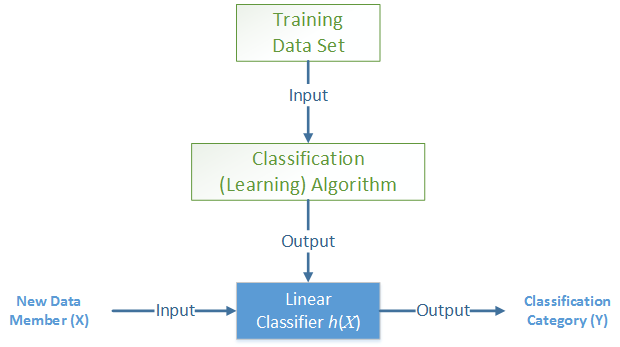 Training
Data Set
Input
Classification
(Learning) Algorithm
Output
New Data
Member (X)
Input
Linear
Classifier h(X)
Output
Classification
Category (Y)